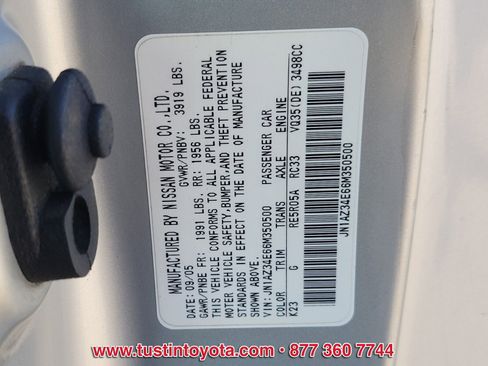 MANUFACTURED BY NISSAN MOTOR CO.,LTD.
GVWR/PNBV: 3919 LBS.
DATE: 09/05
GAWR/PNBE FR: 1991 LBS. RR: 1956 LBS.
THIS VEHICLE CONFORMS TO ALL APPLICABLE FEDERAL
MOTOR VEHICLE SAFETY,BUMPER,AND THEFT PREVENTION
STANDARDS IN EFFECT ON THE DATE OF MANUFACTURE
SHOWN ABOVE.
VIN: JN1AZ34E66M350500 PASSENGER CAR
COLOR TRIM TRANS AXLE ENGINE
K23 G RE5R05A RC33 VQ35(DE) 3498CC
JN1AZ34E66M350500
www.tustintoyota.com • 877 360 7744